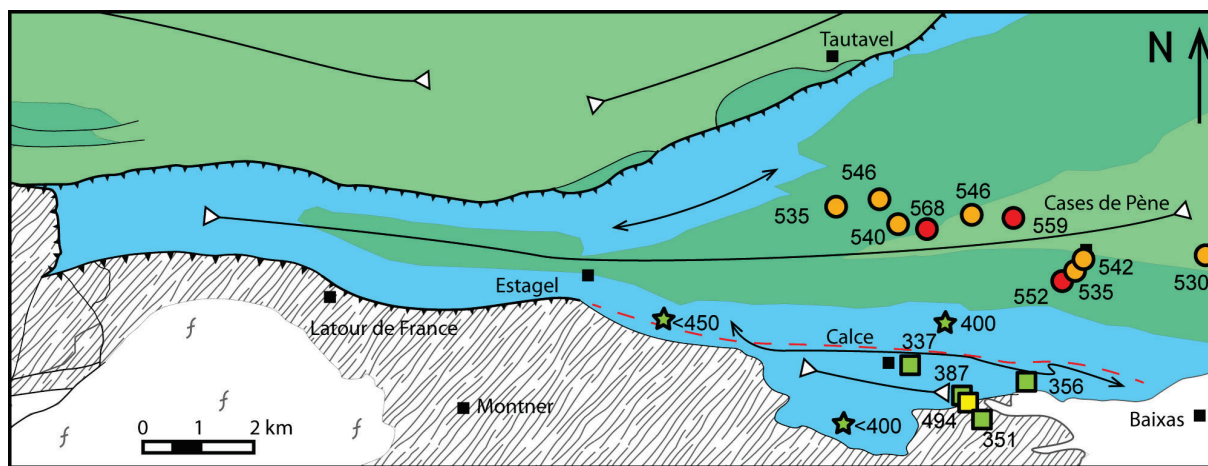 Tautavel
N
546
546
535
568
Cases de Pène
540
559
542
Estagel
535
530
552
Latour de France
<450
Calce
400
337
387
356
Montner
494
Baixas
<400
351
f
f
f
0 1 2 km